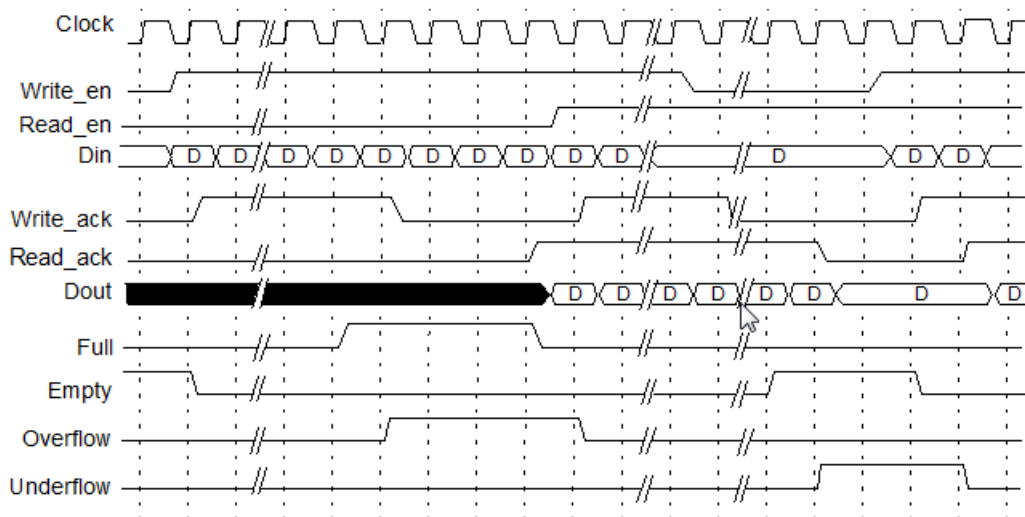 Clock
Write_en
Read_en
Din D D D D D D D D D D D D D
Write_ack
Read_ack
Dout D D D D D D D D
Full
Empty
Overflow
Underflow